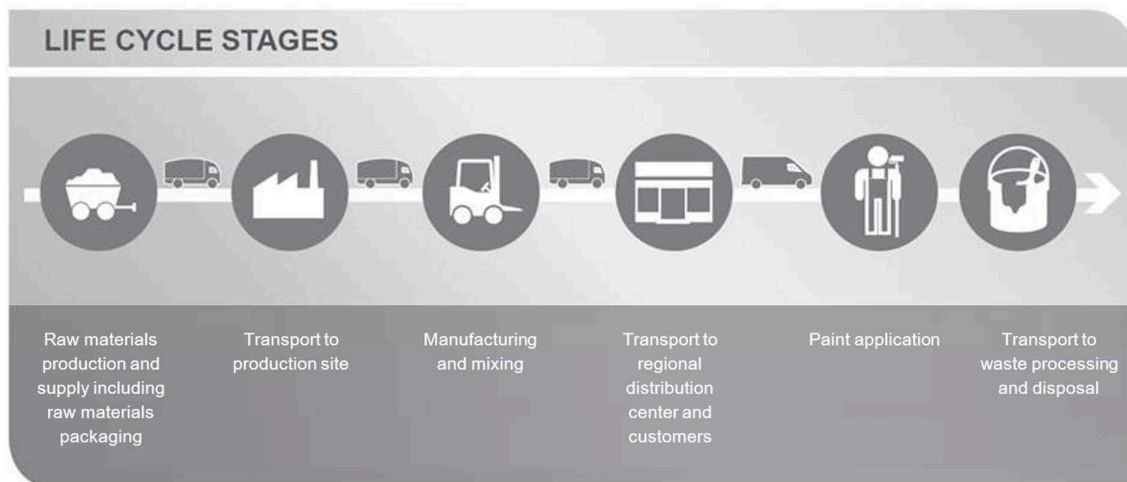 LIFE CYCLE STAGES
Raw materials
production and
supply including
raw materials
packaging
Transport to
production site
Manufacturing
and mixing
Transport to
regional
distribution
center and
customers
Paint application
Transport to
waste processing
and disposal